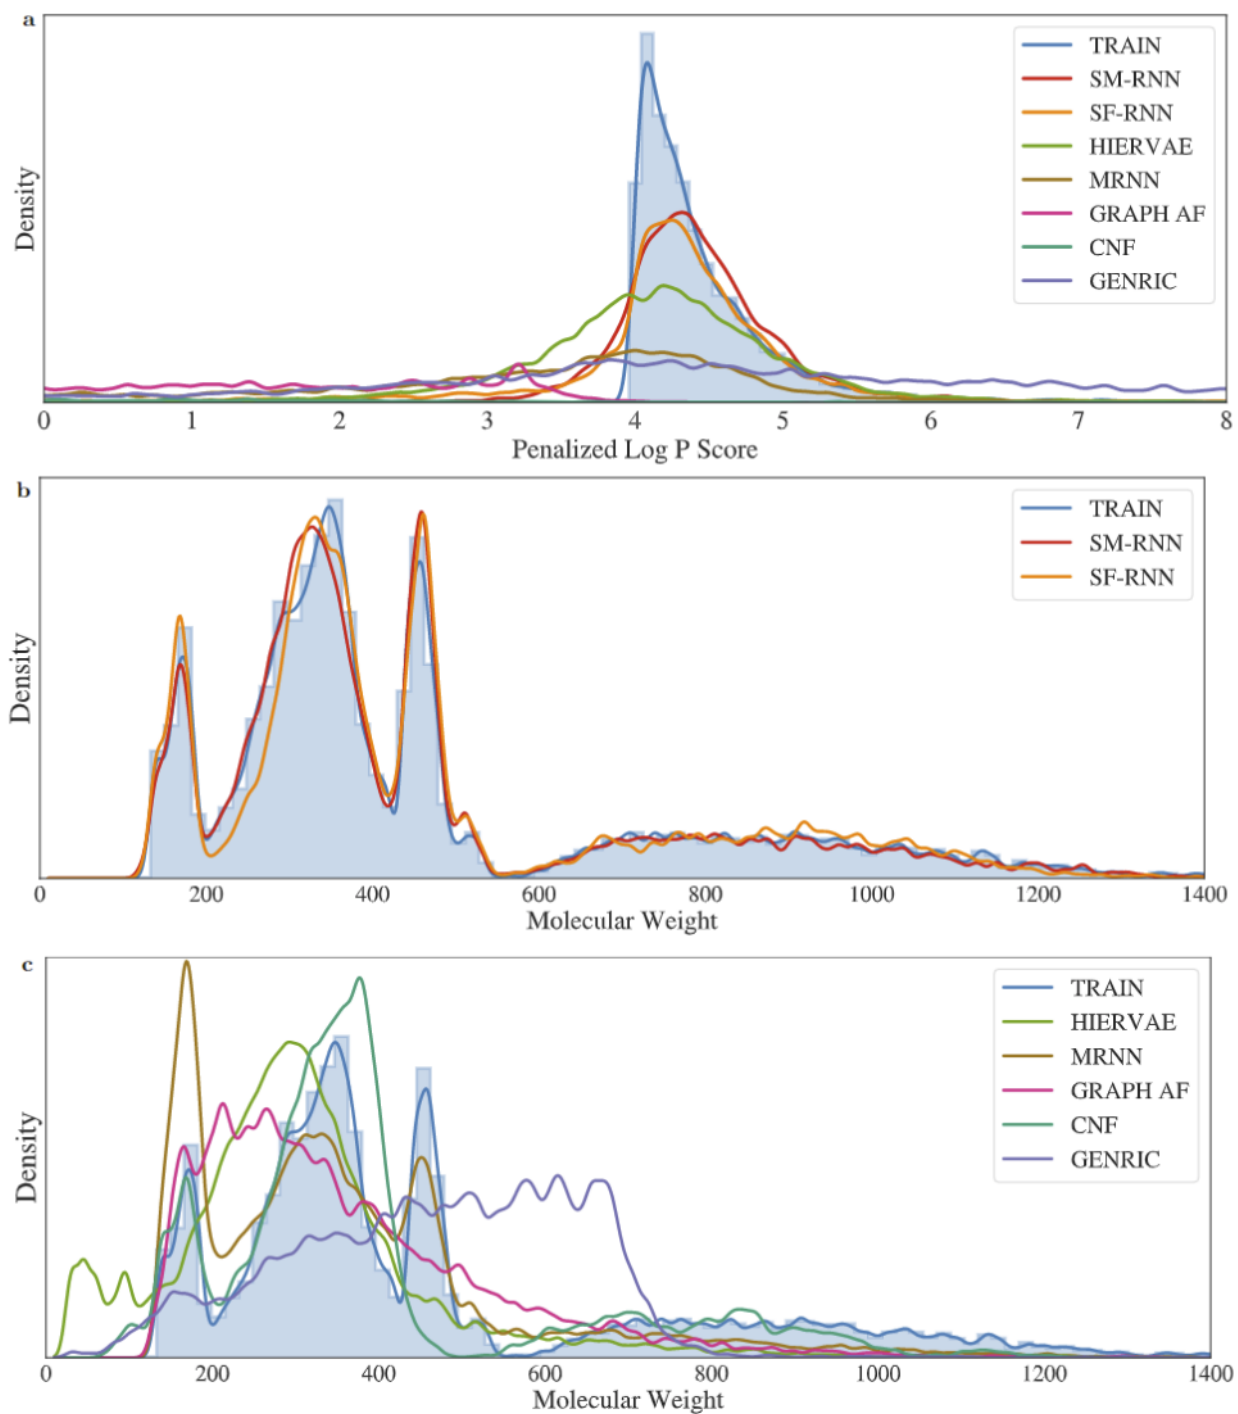 a
Density
TRAIN
SM-RNN
SF-RNN
HIERVAE
MRNN
GRAPH AF
CNF
GENRIC
0 1 2 3 4 5 6 7 8
Penalized Log P Score
b
Density
TRAIN
SM-RNN
SF-RNN
0 200 400 600 800 1000 1200 1400
Molecular Weight
c
Density
TRAIN
HIERVAE
MRNN
GRAPH AF
CNF
GENRIC
0 200 400 600 800 1000 1200 1400
Molecular Weight